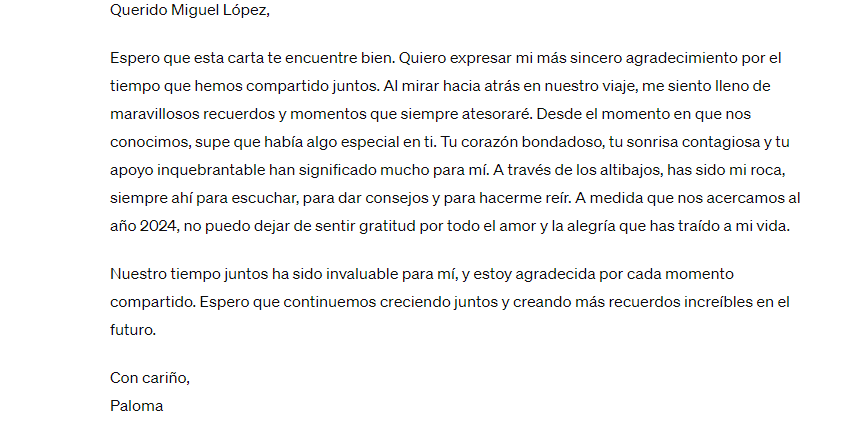 Querido Miguel López,
Espero que esta carta te encuentre bien. Quiero expresar mi más sincero agradecimiento por el
tiempo que hemos compartido juntos. Al mirar hacia atrás en nuestro viaje, me siento lleno de
maravillosos recuerdos y momentos que siempre atesoraré. Desde el momento en que nos
conocimos, supe que había algo especial en ti. Tu corazón bondadoso, tu sonrisa contagiosa y tu
apoyo inquebrantable han significado mucho para mí. A través de los altibajos, has sido mi roca,
siempre ahí para escuchar, para dar consejos y para hacerme reír. A medida que nos acercamos al
año 2024, no puedo dejar de sentir gratitud por todo el amor y la alegría que has traído a mi vida.
Nuestro tiempo juntos ha sido invaluable para mí, y estoy agradecida por cada momento
compartido. Espero que continuemos creciendo juntos y creando más recuerdos increíbles en el
futuro.
Con cariño,
Paloma